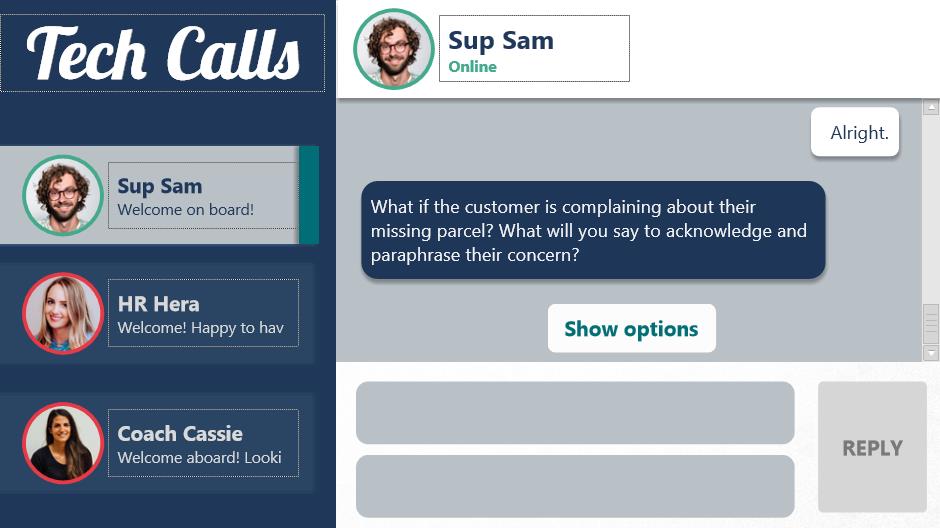 Tech Calls
Sup Sam
Welcome on board!
HR Hera
Welcome! Happy to hav
Coach Cassie
Welcome aboard! Looki
Sup Sam
Online
Alright.
What if the customer is complaining about their
missing parcel? What will you say to acknowledge and
paraphrase their concern?
Show options
REPLY